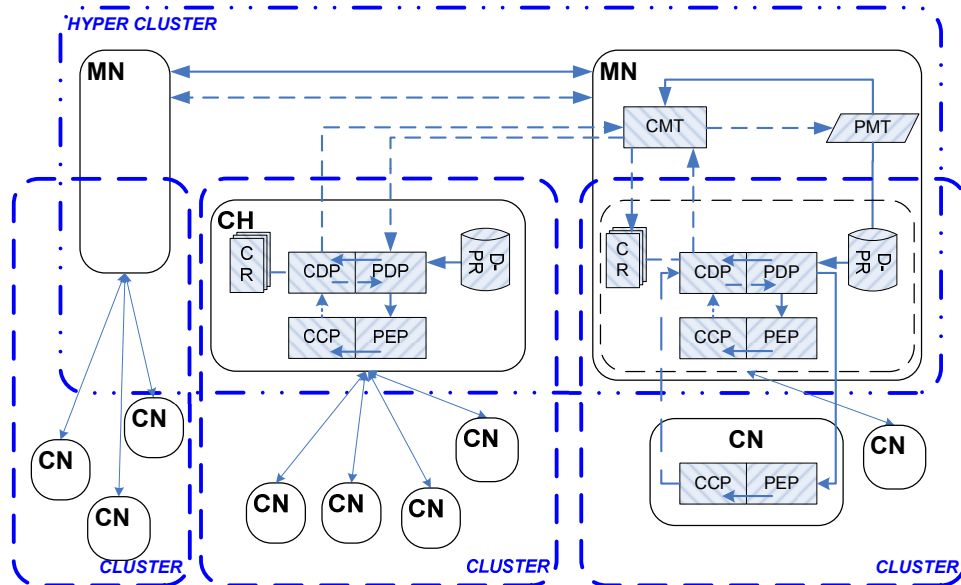 HYPER CLUSTER
MN
MN
CMT
PMT
CH
C
R
CDP
PDP
D-
PR
CCP
PEP
C
R
CDP
PDP
D-
PR
CCP
PEP
CN
CN
CN
CN
CN
CN
CN
CN
CCP
PEP
CN
CLUSTER
CLUSTER
CLUSTER